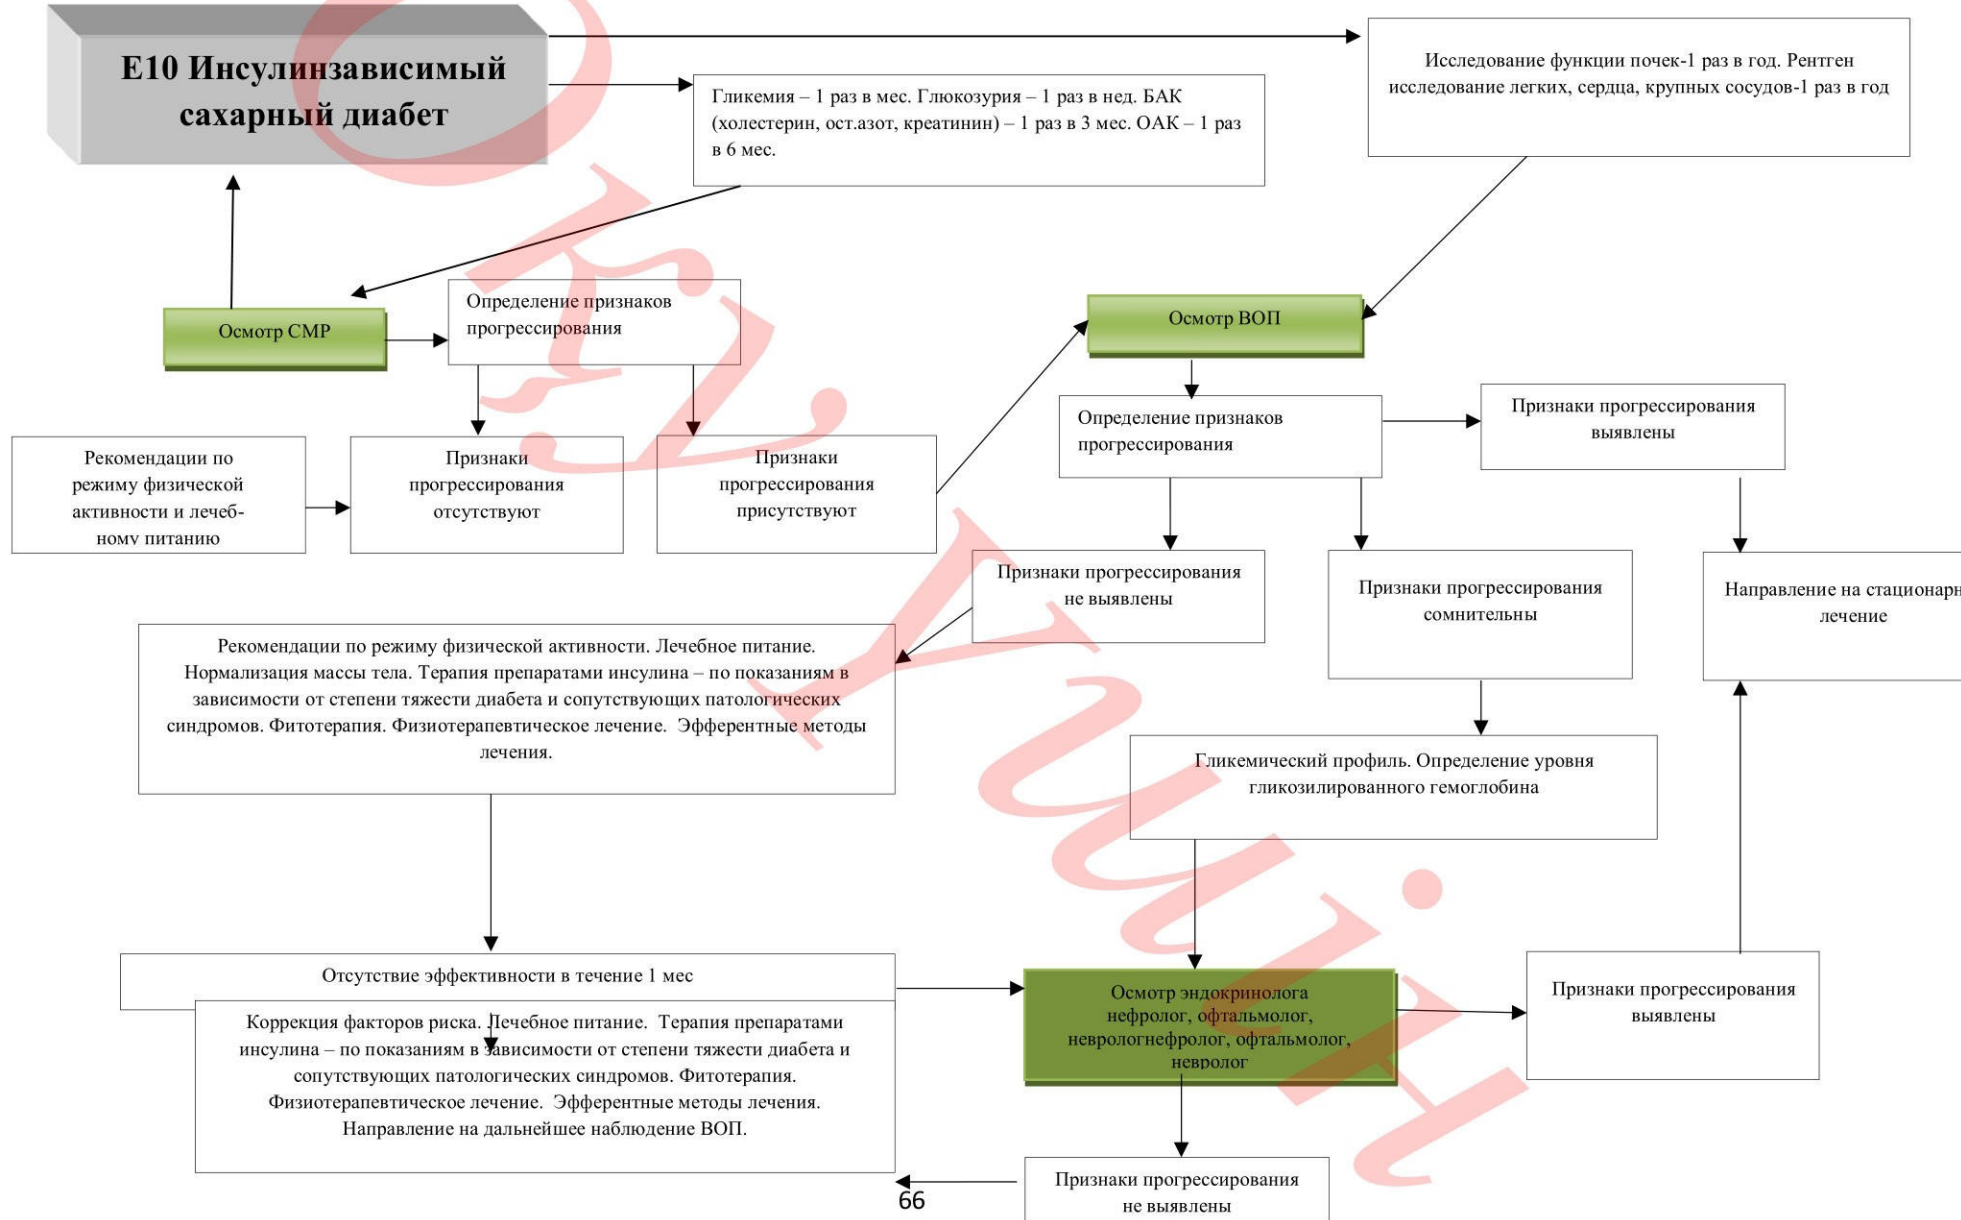 E10 Инсулинзависимый
сахарный диабет
Исследование функции почек-1 раз в год. Рентген
исследование легких, сердца, крупных сосудов-1 раз в год
Гликемия – 1 раз в мес. Глюкозурия – 1 раз в нед. БАК
(холестерин, ост.азот, креатинин) – 1 раз в 3 мес. ОАК – 1 раз
в 6 мес.
Осмотр СМР
Определение признаков
прогрессирования
Осмотр ВОП
Определение признаков
прогрессирования
Признаки прогрессирования
выявлены
Рекомендации по
режиму физической
активности и лечеб-
ному питанию
Признаки
прогрессирования
отсутствуют
Признаки
прогрессирования
присутствуют
Признаки прогрессирования
не выявлены
Признаки прогрессирования
сомнительны
Направление на стационарн
лечение
Рекомендации по режиму физической активности. Лечебное питание.
Нормализация массы тела. Терапия препаратами инсулина – по показаниям в
зависимости от степени тяжести диабета и сопутствующих патологических
синдромов. Фитотерапия. Физиотерапевтическое лечение. Эфферентные методы
лечения.
Гликемический профиль. Определение уровня
гликозилированного гемоглобина
Отсутствие эффективности в течение 1 мес
Коррекция факторов риска. Лечебное питание. Терапия препаратами
инсулина – по показаниям в зависимости от степени тяжести диабета и
сопутствующих патологических синдромов. Фитотерапия.
Физиотерапевтическое лечение. Эфферентные методы лечения.
Направление на дальнейшее наблюдение ВОП.
Осмотр эндокринолога
нефролог, офтальмолог,
неврологнефролог, офтальмолог,
невролог
Признаки прогрессирования
выявлены
Признаки прогрессирования
не выявлены
66
Oқу Yuiн